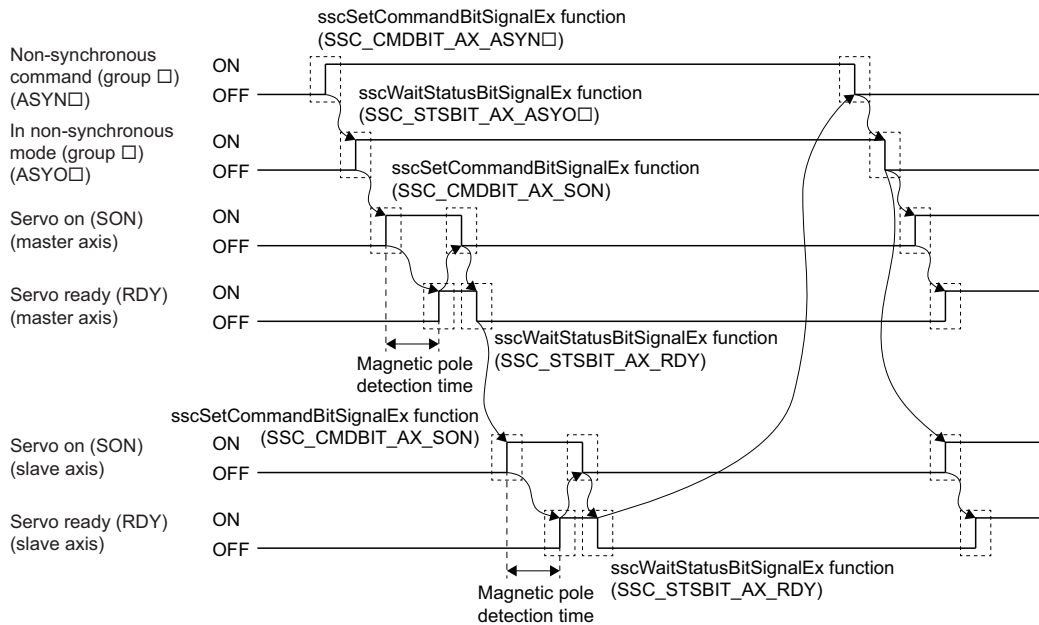 sscSetCommandBitSignalEx function
(SSC_CMDBIT_AX_ASYN□)
Non-synchronous
command (group □)
(ASYN□)
ON
OFF
sscWaitStatusBitSignalEx function
(SSC_STSBIT_AX_ASYO□)
In non-synchronous
mode (group □)
(ASYO□)
ON
OFF
sscSetCommandBitSignalEx function
(SSC_CMDBIT_AX_SON)
Servo on (SON)
(master axis)
ON
OFF
Servo ready (RDY)
(master axis)
ON
OFF
sscWaitStatusBitSignalEx function
(SSC_STSBIT_AX_RDY)
Magnetic pole
detection time
sscSetCommandBitSignalEx function
(SSC_CMDBIT_AX_SON)
Servo on (SON)
(slave axis)
ON
OFF
Servo ready (RDY)
(slave axis)
ON
OFF
sscWaitStatusBitSignalEx function
(SSC_STSBIT_AX_RDY)
Magnetic pole
detection time